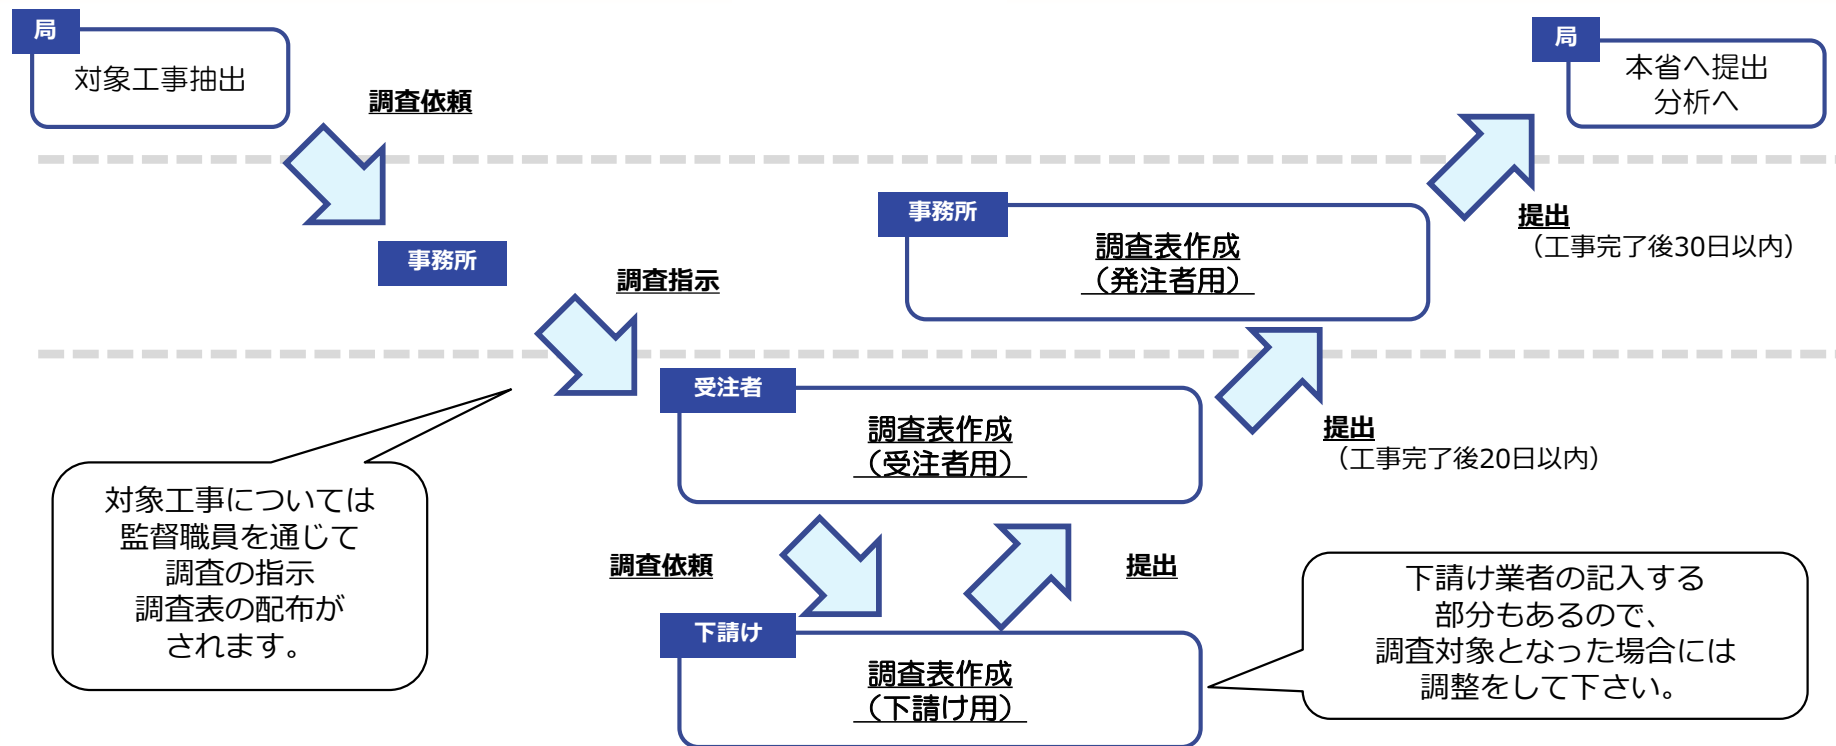 局
対象工事抽出
調査依頼
事務所
調査指示
対象工事については
監督職員を通じて
調査の指示
調査表の配布が
されます。
受注者
調査表作成
（受注者用）
調査依頼
提出
下請け
調査表作成
（下請け用）
下請け業者の記入する
部分もあるので、
調査対象となった場合には
調整をして下さい。
提出
（工事完了後20日以内）
事務所
調査表作成
（発注者用）
提出
（工事完了後30日以内）
局
本省へ提出
分析へ